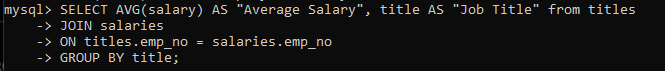 mysql> SELECT AVG(salary) AS "Average Salary", title AS "Job Title" from titles
-> JOIN salaries
-> ON titles.emp_no = salaries.emp_no
-> GROUP BY title;